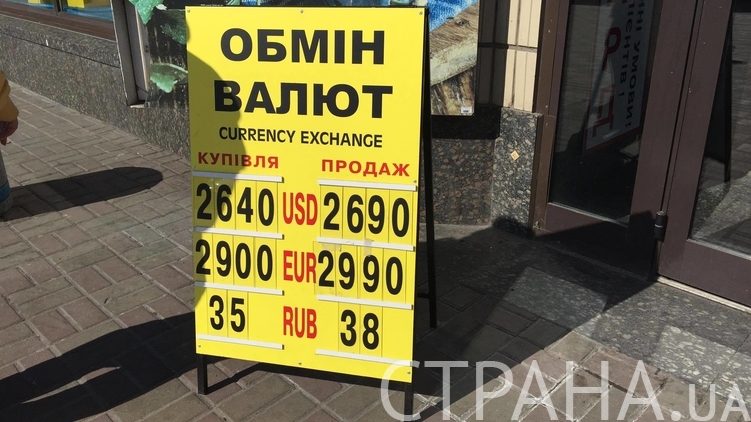 ОБМІН
ВАЛЮТ
CURRENCY EXCHANGE
КУПІВЛЯ ПРОДАЖ
2640 USD 2690
2900 EUR 2990
35 RUB 38
СТРАНА.UA